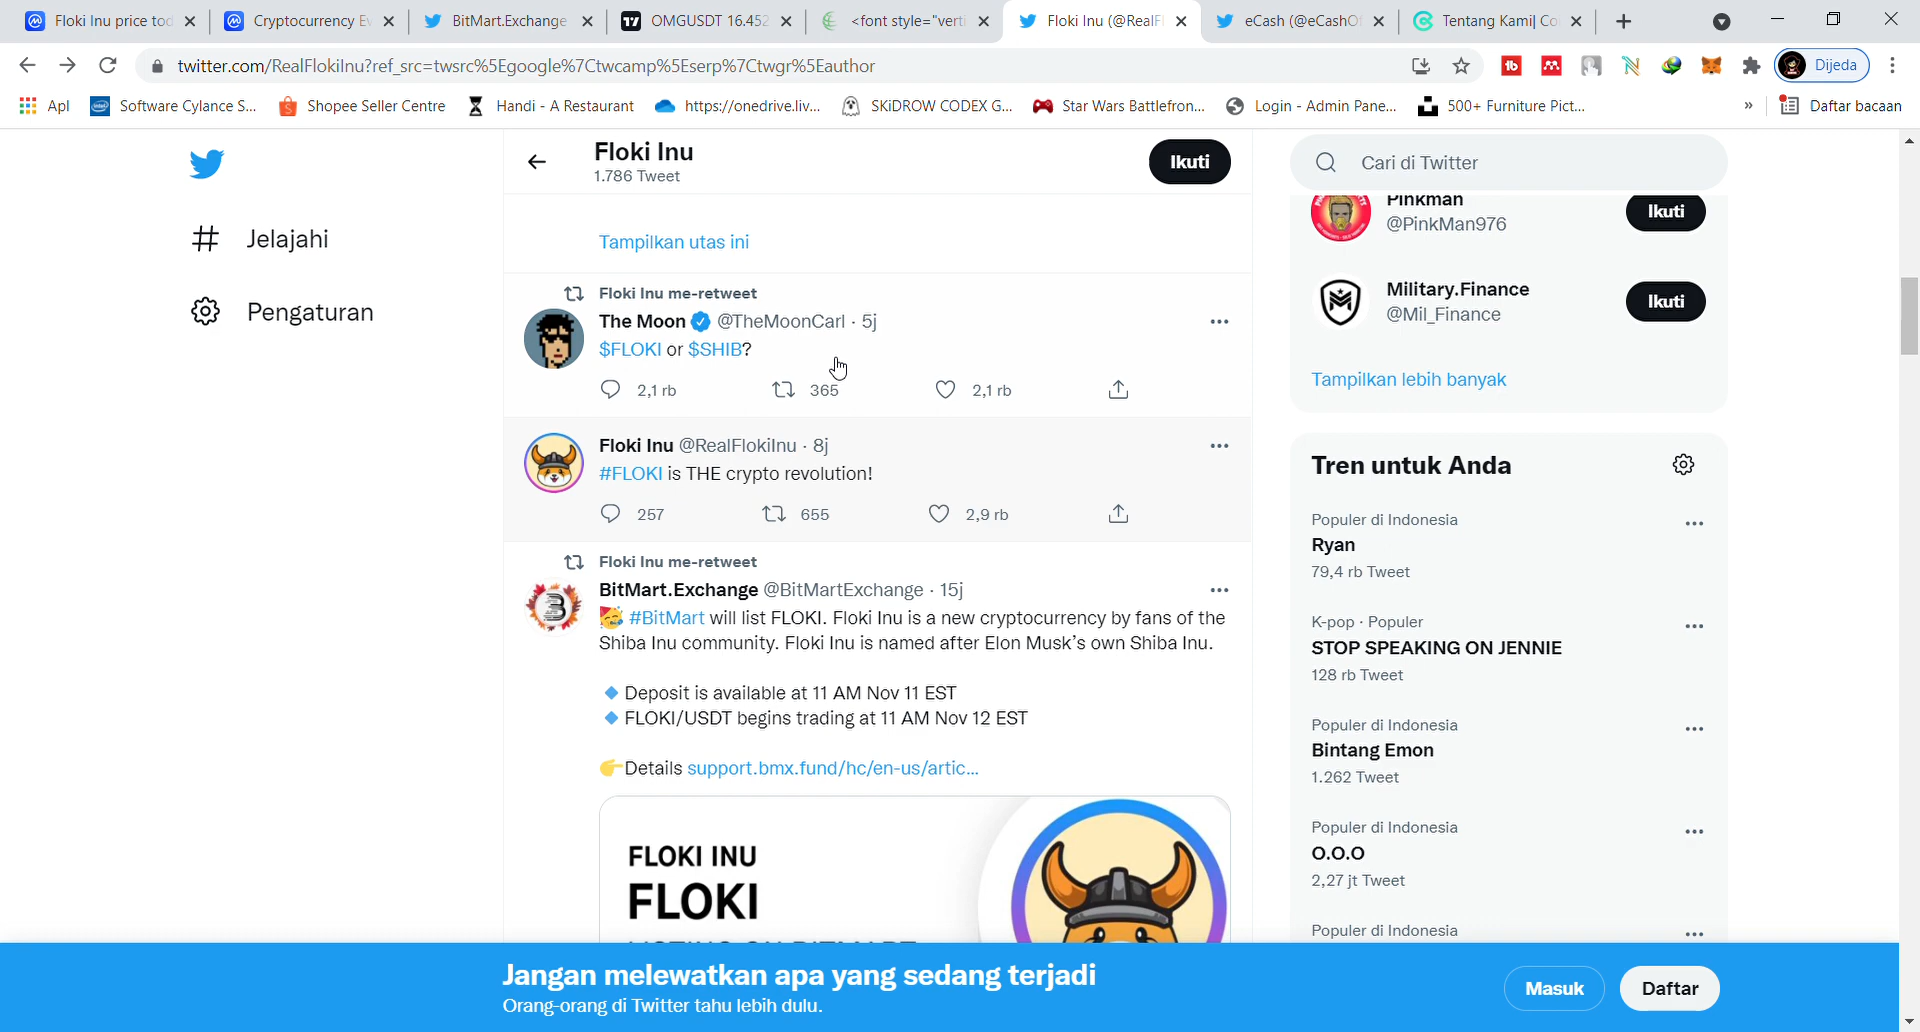 Floki Inu price tod
Cryptocurrency Ev
BitMart.Exchange
OMGUSDT 16.452
<font style="verti
Floki Inu (@RealFl
eCash (@eCashOf
Tentang Kami| Co
twitter.com/RealFlokiInu?ref_src=twsrc%5Egoogle%7Ctwcamp%5Eserp%7Ctwgr%5Eauthor
Dijeda
Apl
Software Cylance S...
Shopee Seller Centre
Handi - A Restaurant
https://onedrive.liv...
SKiDROW CODEX G...
Star Wars Battlefron...
Login - Admin Pane...
500+ Furniture Pict...
»
Daftar bacaan
Jelajahi
Pengaturan
Floki Inu
1.786 Tweet
Ikuti
Tampilkan utas ini
Floki Inu me-retweet
The Moon @TheMoonCarl · 5j
$FLOKI or $SHIB?
2,1 rb 365 2,1 rb
Floki Inu @RealFlokiInu · 8j
#FLOKI is THE crypto revolution!
257 655 2,9 rb
Floki Inu me-retweet
BitMart.Exchange @BitMartExchange · 15j
🥳 #BitMart will list FLOKI. Floki Inu is a new cryptocurrency by fans of the
Shiba Inu community. Floki Inu is named after Elon Musk's own Shiba Inu.
🔹 Deposit is available at 11 AM Nov 11 EST
🔹 FLOKI/USDT begins trading at 11 AM Nov 12 EST
👉Details support.bmx.fund/hc/en-us/artic...
FLOKI INU
FLOKI
Cari di Twitter
Pinkman
@PinkMan976
Ikuti
Military.Finance
@Mil_Finance
Ikuti
Tampilkan lebih banyak
Tren untuk Anda
Populer di Indonesia
Ryan
79,4 rb Tweet
K-pop · Populer
STOP SPEAKING ON JENNIE
128 rb Tweet
Populer di Indonesia
Bintang Emon
1.262 Tweet
Populer di Indonesia
O.O.O
2,27 jt Tweet
Populer di Indonesia
Jangan melewatkan apa yang sedang terjadi
Orang-orang di Twitter tahu lebih dulu.
Masuk
Daftar